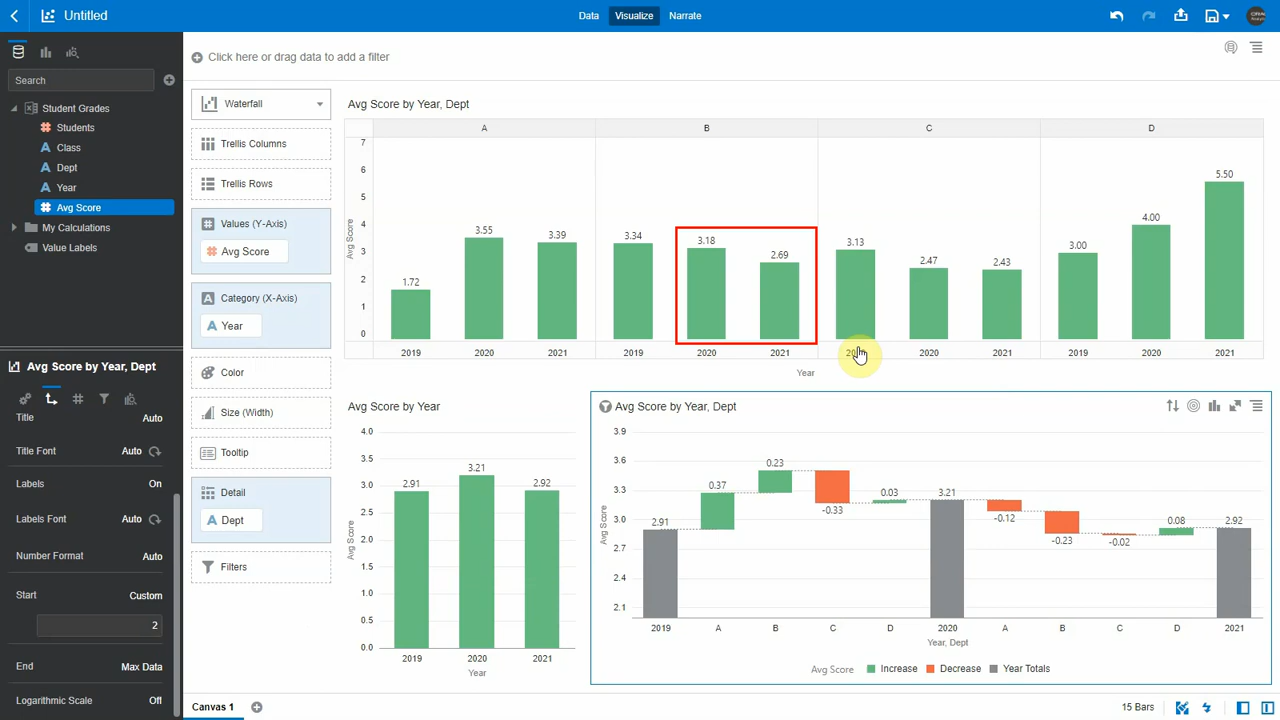 Untitled
Data Visualize Narrate
Search
Student Grades
Students
Class
Dept
Year
Avg Score
My Calculations
Value Labels
Avg Score by Year, Dept
Title Auto
Title Font Auto
Labels On
Labels Font Auto
Number Format Auto
Start Custom
2
End Max Data
Logarithmic Scale Off
Click here or drag data to add a filter
Waterfall
Trellis Columns
Trellis Rows
Values (Y-Axis)
Avg Score
Category (X-Axis)
Year
Color
Size (Width)
Tooltip
Detail
Dept
Filters
Avg Score by Year, Dept
A B C D
7
6
5
4
3
2
1
0
Avg Score
1.72 3.55 3.39 3.34 3.18 2.69 3.13 2.47 2.43 3.00 4.00 5.50
2019 2020 2021 2019 2020 2021 2020 2021 2019 2020 2021
Year
Avg Score by Year
4.0
3.5
3.0
2.5
2.0
1.5
1.0
0.5
0.0
Avg Score
2.91 3.21 2.92
2019 2020 2021
Year
Avg Score by Year, Dept
3.9
3.6
3.3
3.0
2.7
2.4
2.1
Avg Score
2.91 0.37 0.23 -0.33 0.03 3.21 -0.12 -0.23 -0.02 0.08 2.92
2019 A B C D 2020 A B C D 2021
Year, Dept
Avg Score Increase Decrease Year Totals
Canvas 1
15 Bars